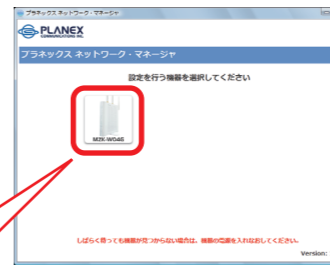 プラネックス ネットワーク・マネージャ
PLANEX
COMMUNICATIONS INC.
プラネックス ネットワーク・マネージャ
設定を行う機器を選択してください
MZK-W04G
しばらく待っても機器が見つからない場合は、機器の電源を入れなおしてください。
Version: